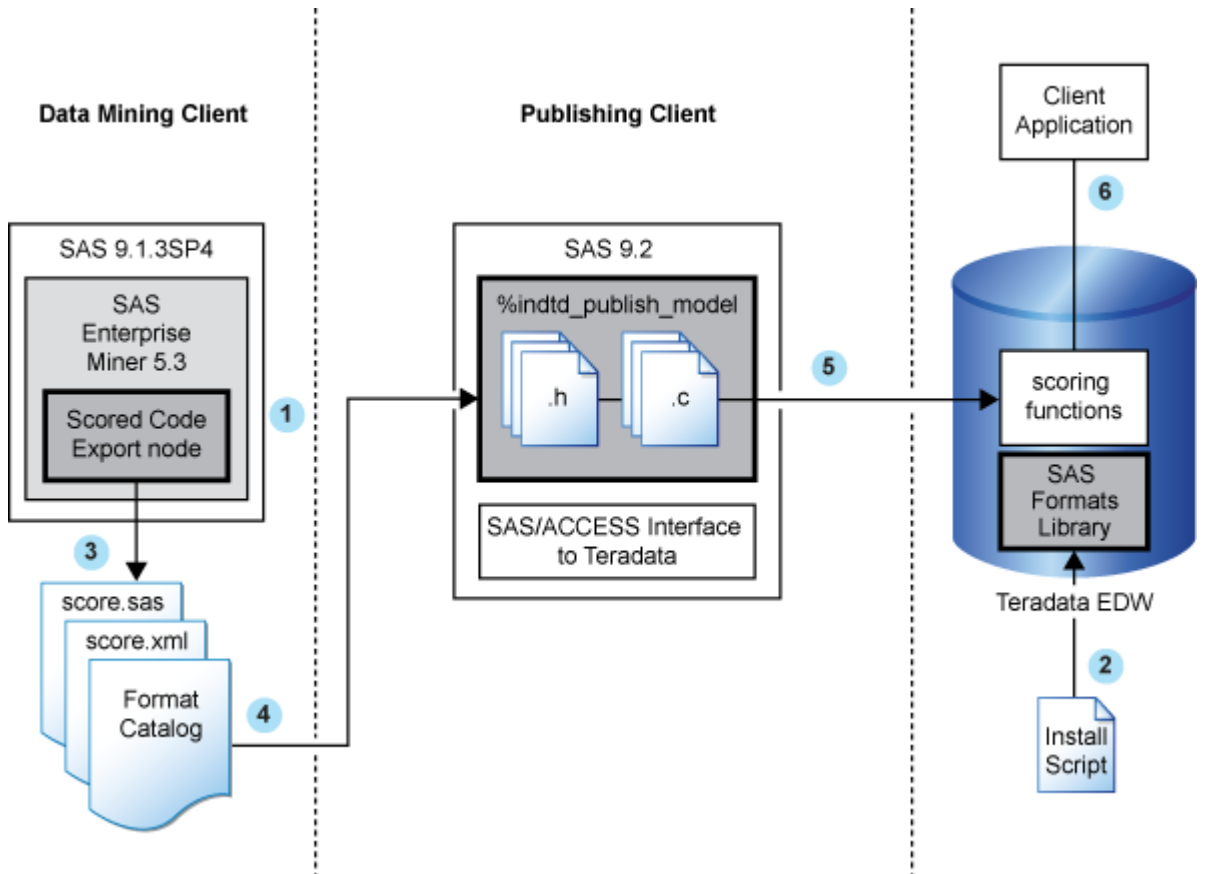 Data Mining Client
SAS 9.1.3SP4
SAS
Enterprise
Miner 5.3
Scored Code
Export node
1
3
score.sas
score.xml
Format
Catalog
4
Publishing Client
SAS 9.2
%indtd_publish_model
.h
.c
SAS/ACCESS Interface
to Teradata
5
Client
Application
6
scoring
functions
SAS
Formats
Library
Teradata EDW
2
Install
Script